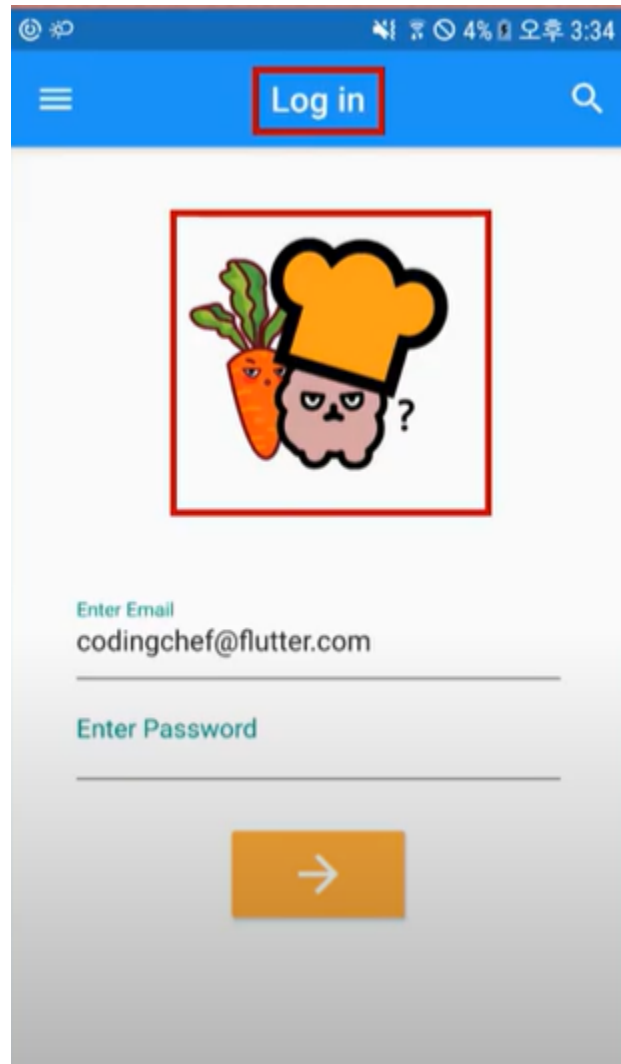 4% 오후 3:34
Log in
?
Enter Email
codingchef@flutter.com
Enter Password